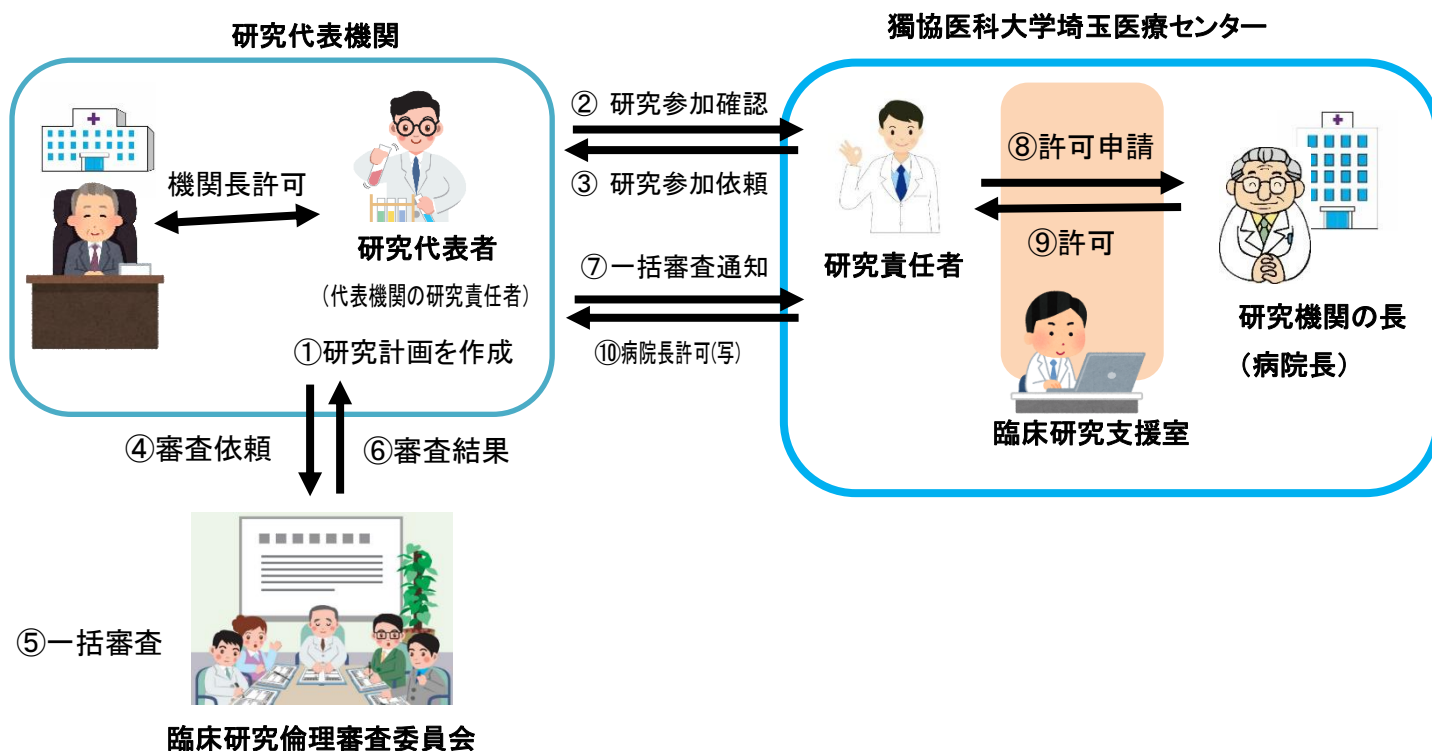 研究代表機関
獨協医科大学埼玉医療センター
機関長許可
研究代表者
(代表機関の研究責任者)
①研究計画を作成
② 研究参加確認
③ 研究参加依頼
⑦一括審査通知
⑩病院長許可(写)
研究責任者
⑧許可申請
⑨許可
臨床研究支援室
研究機関の長
(病院長)
④審査依頼
⑥審査結果
⑤一括審査
臨床研究倫理審査委員会